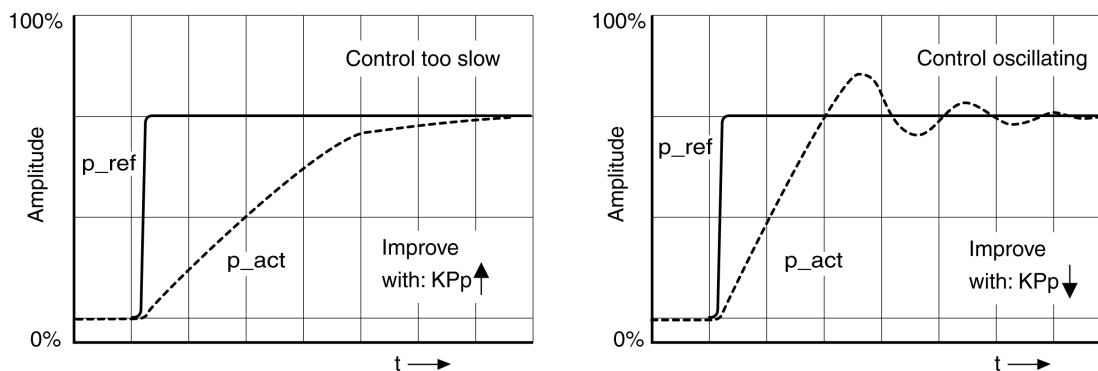 100%
Control too slow
p_ref
Amplitude
p_act
Improve
with: KPp
0%
t
100%
Control oscillating
p_ref
Amplitude
p_act
Improve
with: KPp
0%
t